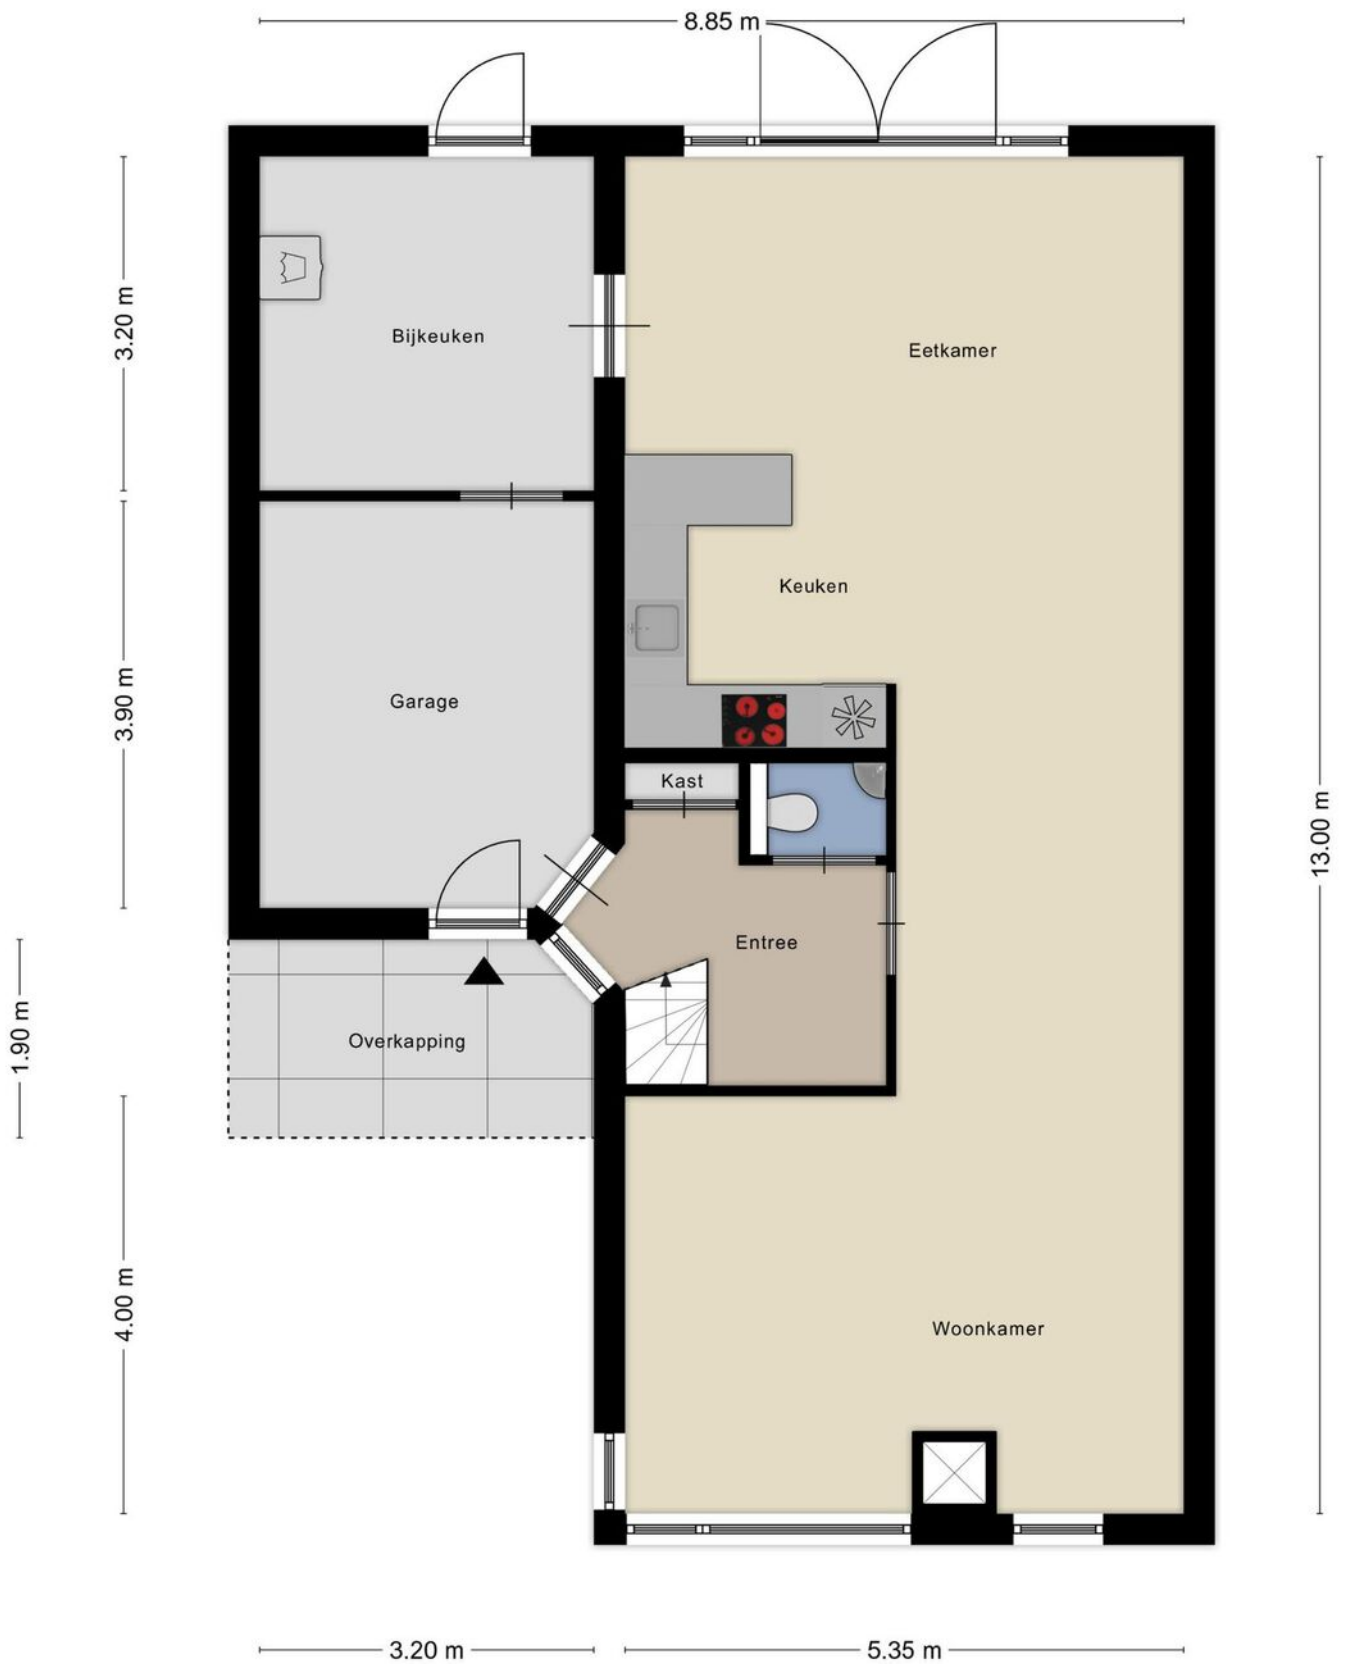 8.85 m
3.20 m
Bijkeuken
Eetkamer
Keuken
3.90 m
Garage
Kast
13.00 m
Entree
1.90 m
Overkapping
4.00 m
Woonkamer
3.20 m
5.35 m